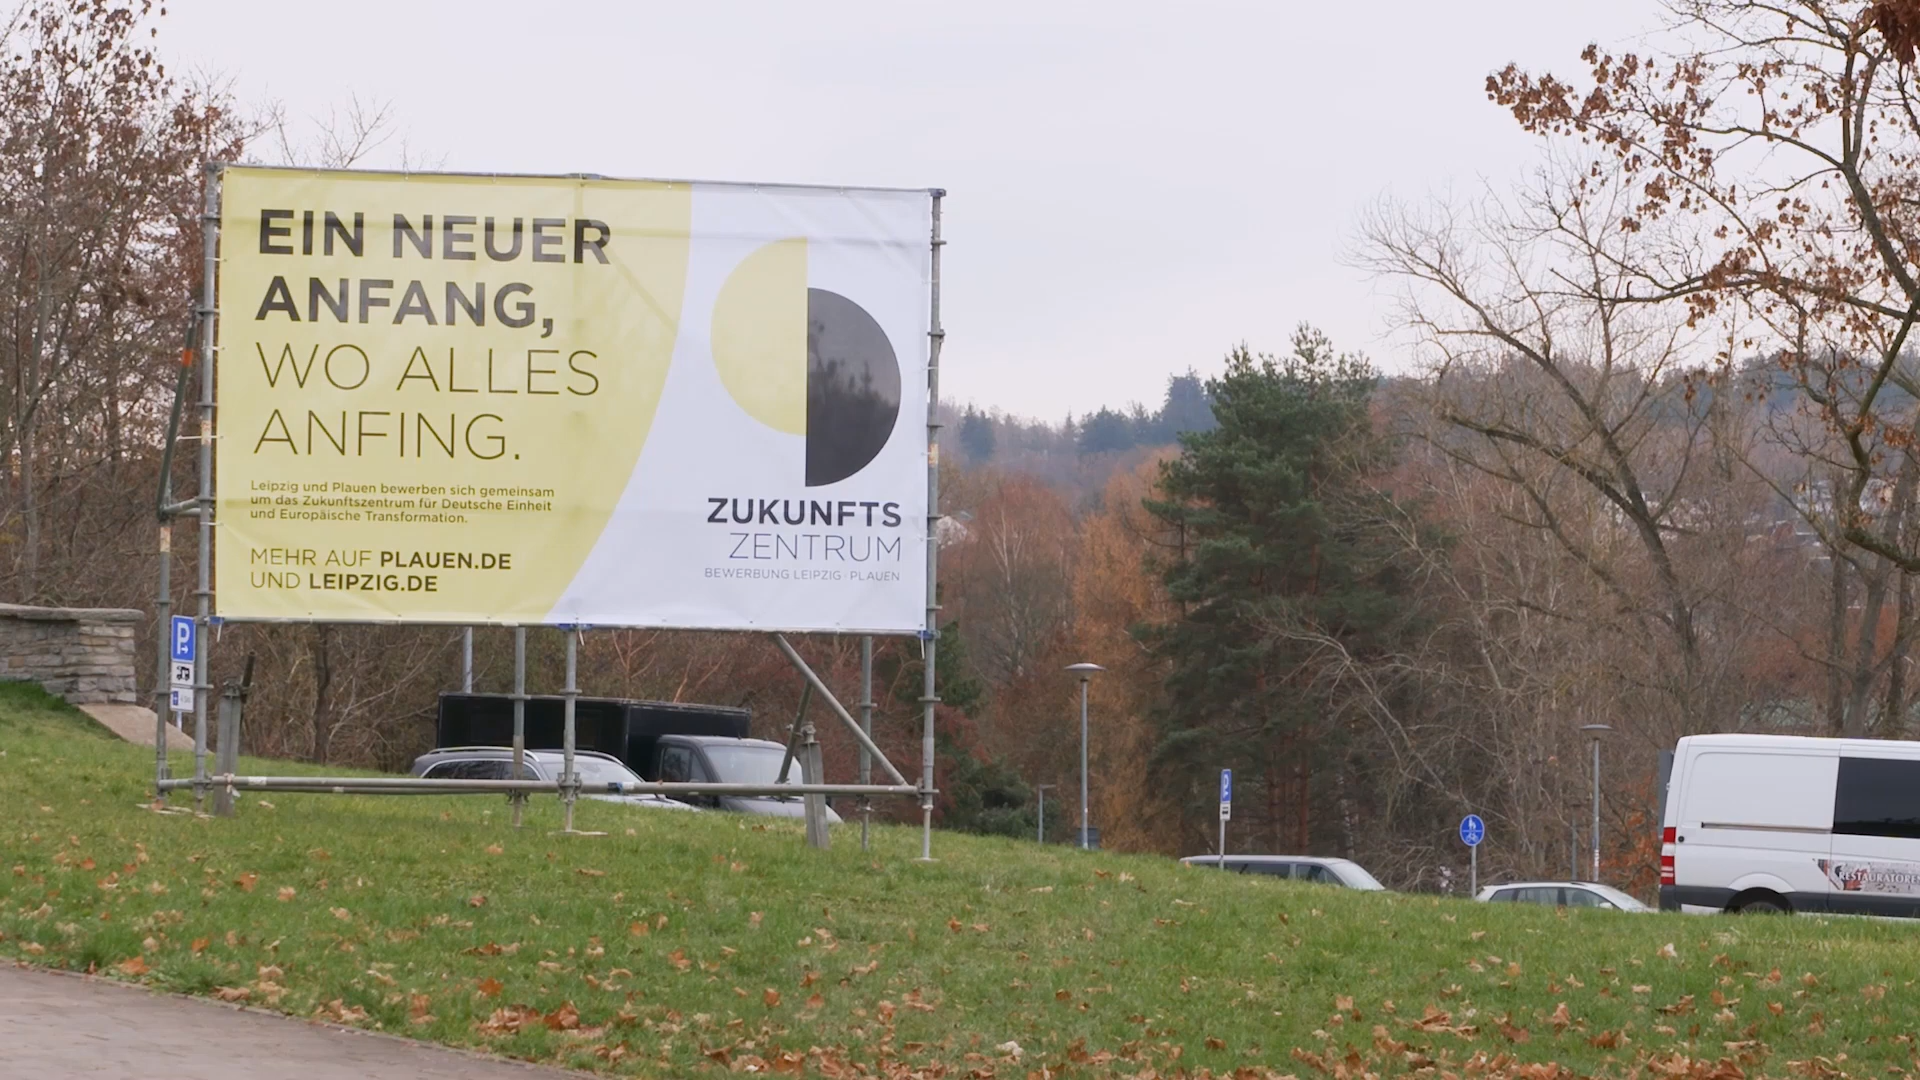 EIN NEUER
ANFANG,
WO ALLES
ANFING.
Leipzig und Plauen bewerben sich gemeinsam
um das Zukunftszentrum für Deutsche Einheit
und Europäische Transformation.
MEHR AUF PLAUEN.DE
UND LEIPZIG.DE
ZUKUNFTS
ZENTRUM
BEWERBUNG LEIPZIG · PLAUEN
P
P
RESTAURATOREN